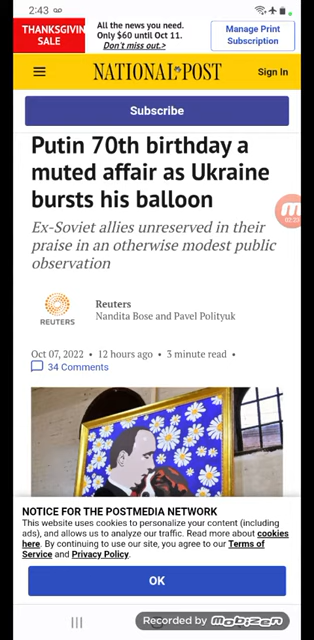 2:43
THANKSGIVIN
SALE
All the news you need.
Only $60 until Oct 11.
Don't miss out.>
Manage Print
Subscription
NATIONAL POST
Sign In
Subscribe
Putin 70th birthday a
muted affair as Ukraine
bursts his balloon
Ex-Soviet allies unreserved in their
praise in an otherwise modest public
observation
REUTERS
Reuters
Nandita Bose and Pavel Polityuk
Oct 07, 2022 • 12 hours ago • 3 minute read •
34 Comments
NOTICE FOR THE POSTMEDIA NETWORK
This website uses cookies to personalize your content (including
ads), and allows us to analyze our traffic. Read more about cookies
here. By continuing to use our site, you agree to our Terms of
Service and Privacy Policy.
OK
Recorded by Mobizen